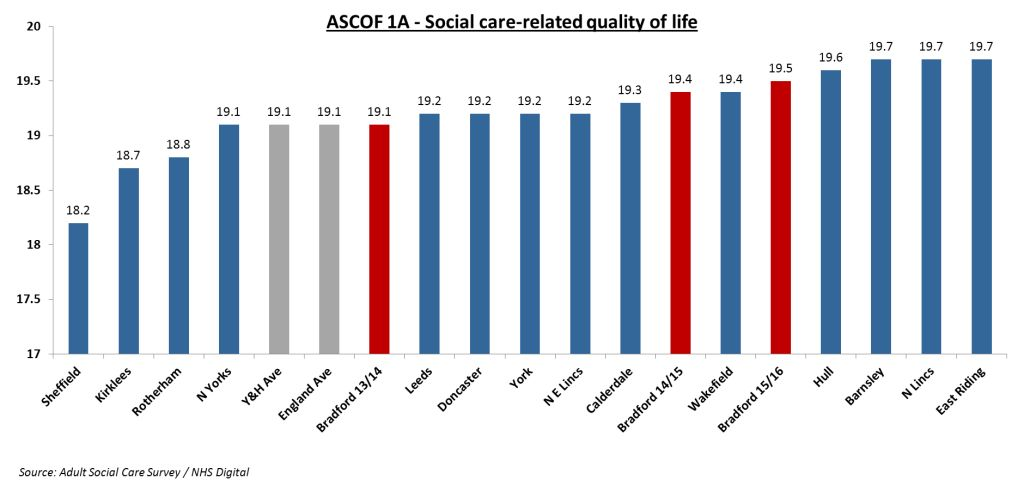 ASCOF 1A - Social care-related quality of life
20
19.5
19
18.5
18
17.5
17
18.2
18.7
18.8
19.1
19.1
19.1
19.1
19.2
19.2
19.2
19.2
19.3
19.4
19.4
19.5
19.6
19.7
19.7
19.7
Sheffield
Kirklees
Rotherham
N Yorks
Y&H Ave
England Ave
Bradford 13/14
Leeds
Doncaster
York
N E Lincs
Calderdale
Bradford 14/15
Wakefield
Bradford 15/16
Hull
Barnsley
N Lincs
East Riding
Source: Adult Social Care Survey / NHS Digital